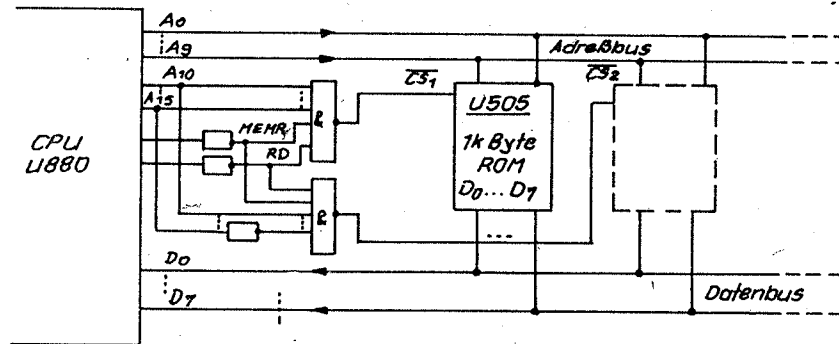 A0
A9
Adreßbus
A10
A15
CS1
CS2
U505
CPU
U880
MEMR
&
1k Byte
RD
ROM
D0...D7
&
...
D0
D7
Datenbus